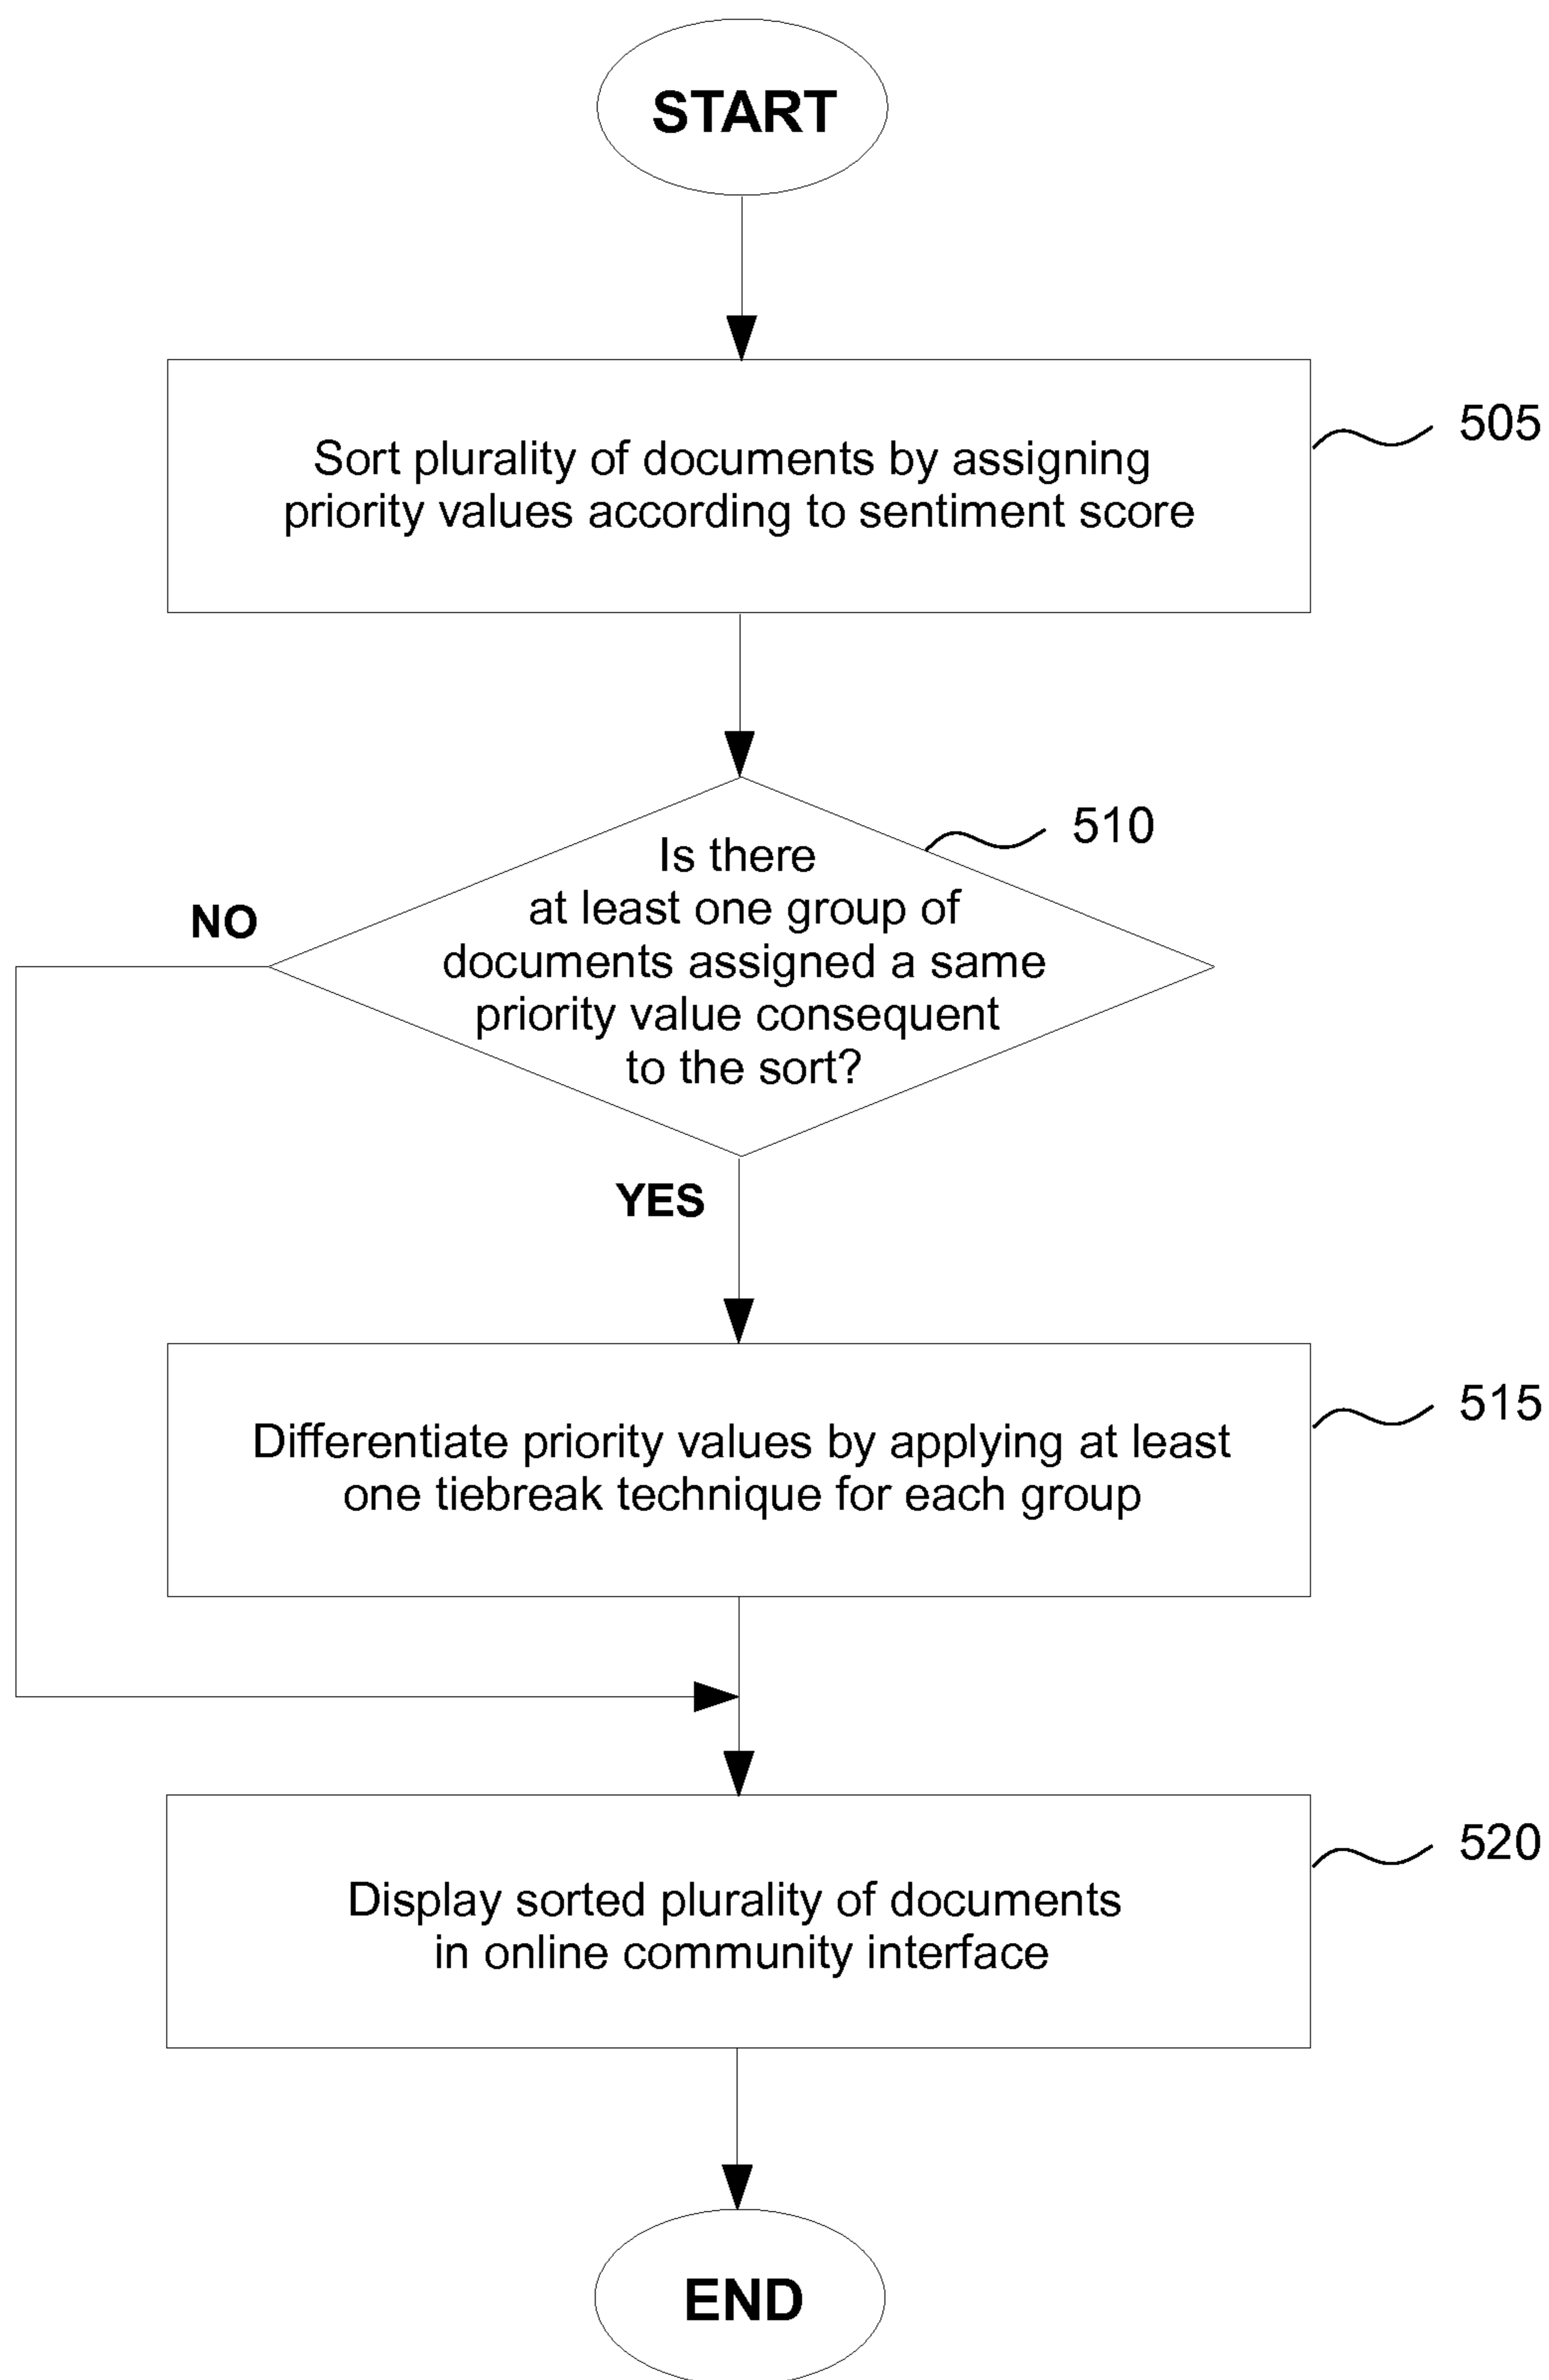 START
Sort plurality of documents by assigning
priority values according to sentiment score
505
510
Is there
at least one group of
documents assigned a same
priority value consequent
to the sort?
NO
YES
Differentiate priority values by applying at least
one tiebreak technique for each group
515
Display sorted plurality of documents
in online community interface
520
END